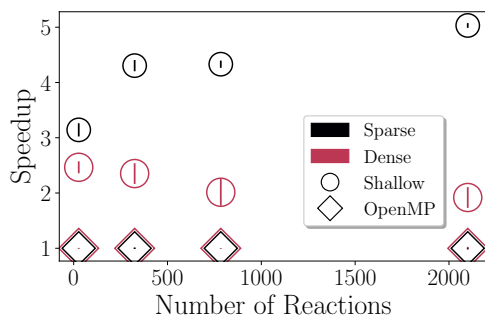 5
4
3
2
1
Speedup
Sparse
Dense
Shallow
OpenMP
0 500 1000 1500 2000
Number of Reactions